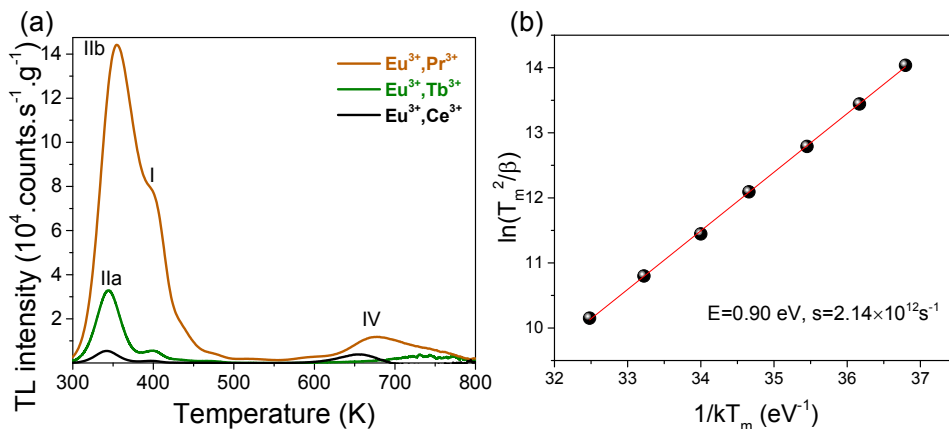 (a)
TL intensity (10⁴.counts.s⁻¹.g⁻¹)
14
12
10
8
6
4
2
0
IIb
I
IIa
IV
Eu³⁺,Pr³⁺
Eu³⁺,Tb³⁺
Eu³⁺,Ce³⁺
300 400 500 600 700 800
Temperature (K)
(b)
ln(Tₘ²/β)
14
13
12
11
10
E=0.90 eV, s=2.14×10¹²s⁻¹
32 33 34 35 36 37
1/kTₘ (eV⁻¹)